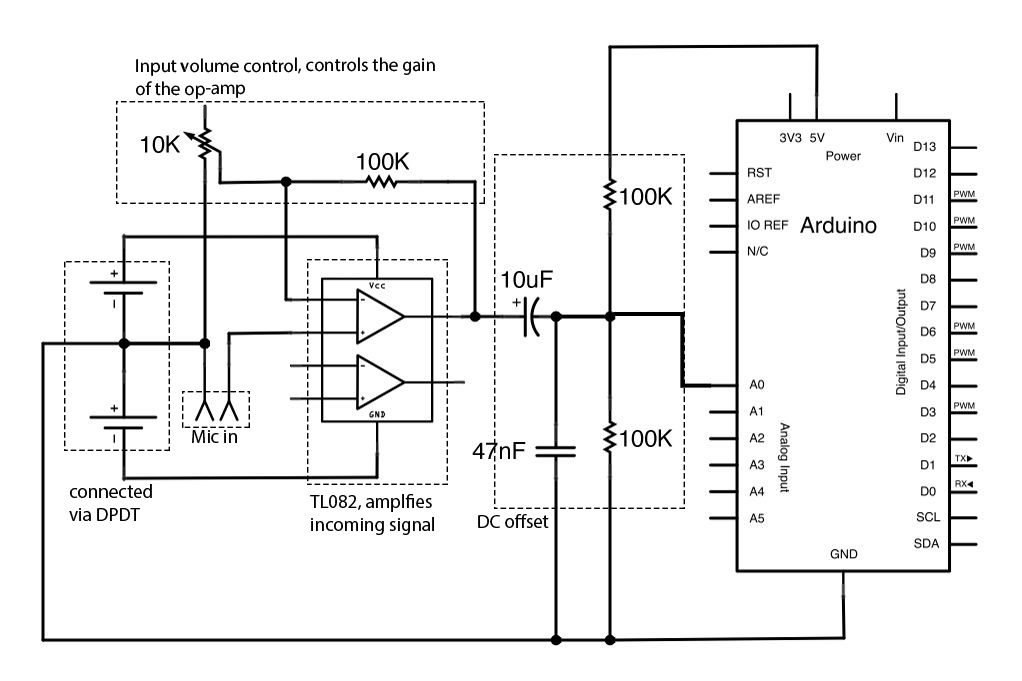 Input volume control, controls the gain
of the op-amp
10K
100K
+
-
+
-
connected
via DPDT
Mic in
Vcc
-
+
-
+
GND
TL082, amplfies
incoming signal
100K
10uF
+
47nF
100K
DC offset
3V3 5V Vin
Power
Arduino
RST
AREF
IO REF
N/C
A0
A1
A2
A3
A4
A5
Analog Input
Digital Input/Output
D13
D12
D11 PWM
D10 PWM
D9 PWM
D8
D7
D6 PWM
D5 PWM
D4
D3 PWM
D2
D1 TX▶
D0 RX◀
SCL
SDA
GND